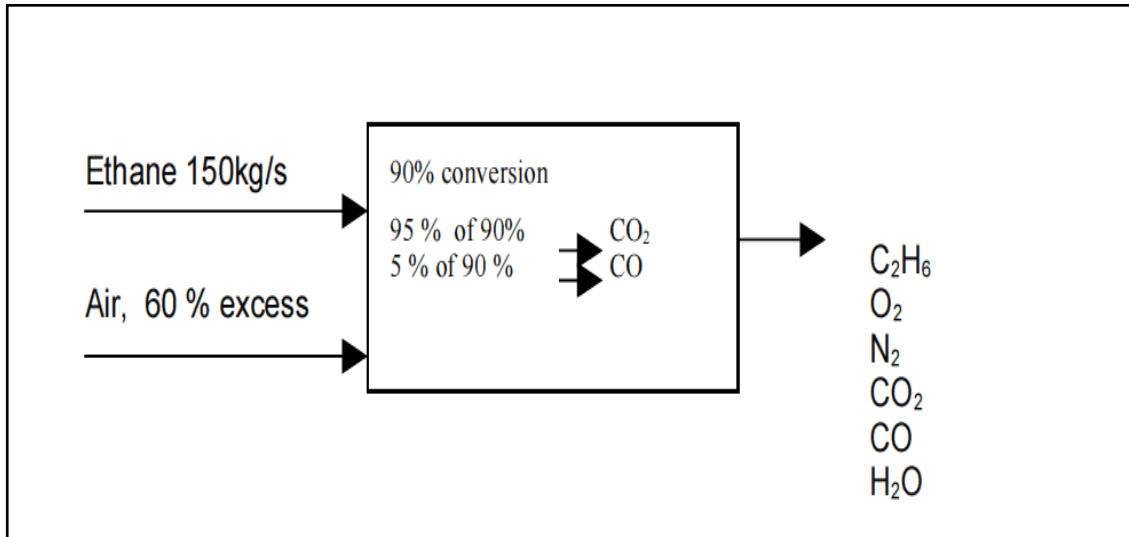 Ethane 150kg/s
Air, 60 % excess
90% conversion
95 % of 90% CO₂
5 % of 90 % CO
C₂H₆
O₂
N₂
CO₂
CO
H₂O